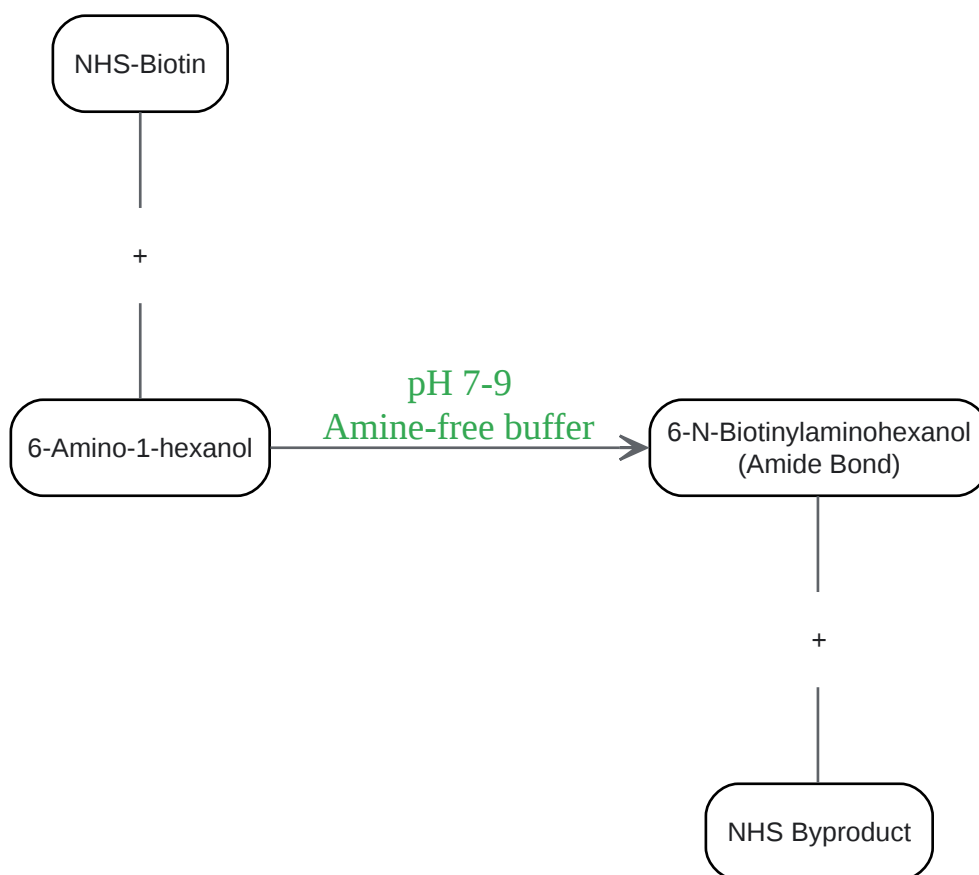 NHS-Biotin
+
pH 7-9
Amine-free buffer
6-Amino-1-hexanol
6-N-Biotinylaminohexanol
(Amide Bond)
+
NHS Byproduct